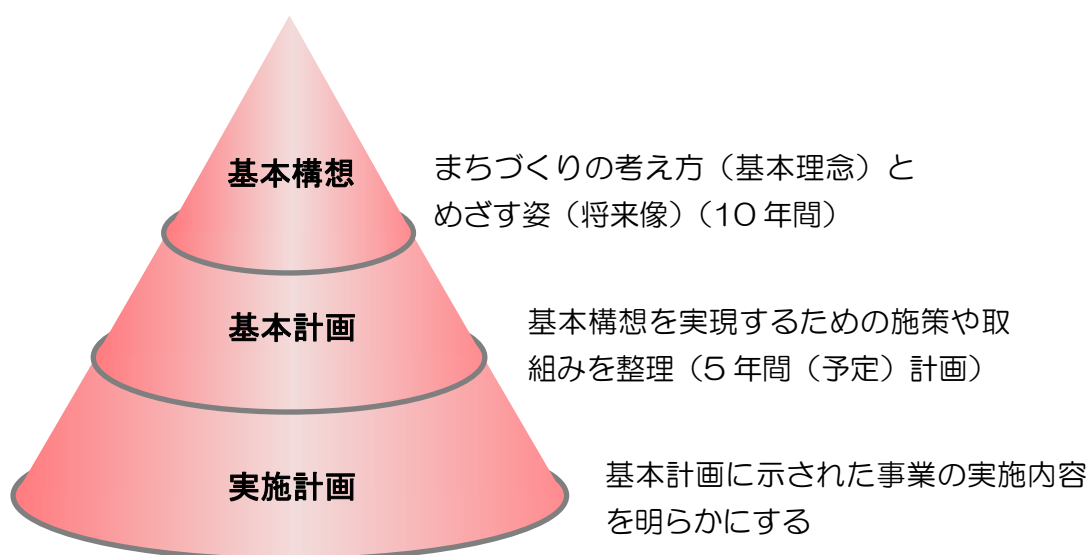 基本構想
まちづくりの考え方（基本理念）と
めざす姿（将来像）（10 年間）
基本計画
基本構想を実現するための施策や取
組みを整理（5 年間（予定）計画）
実施計画
基本計画に示された事業の実施内容
を明らかにする